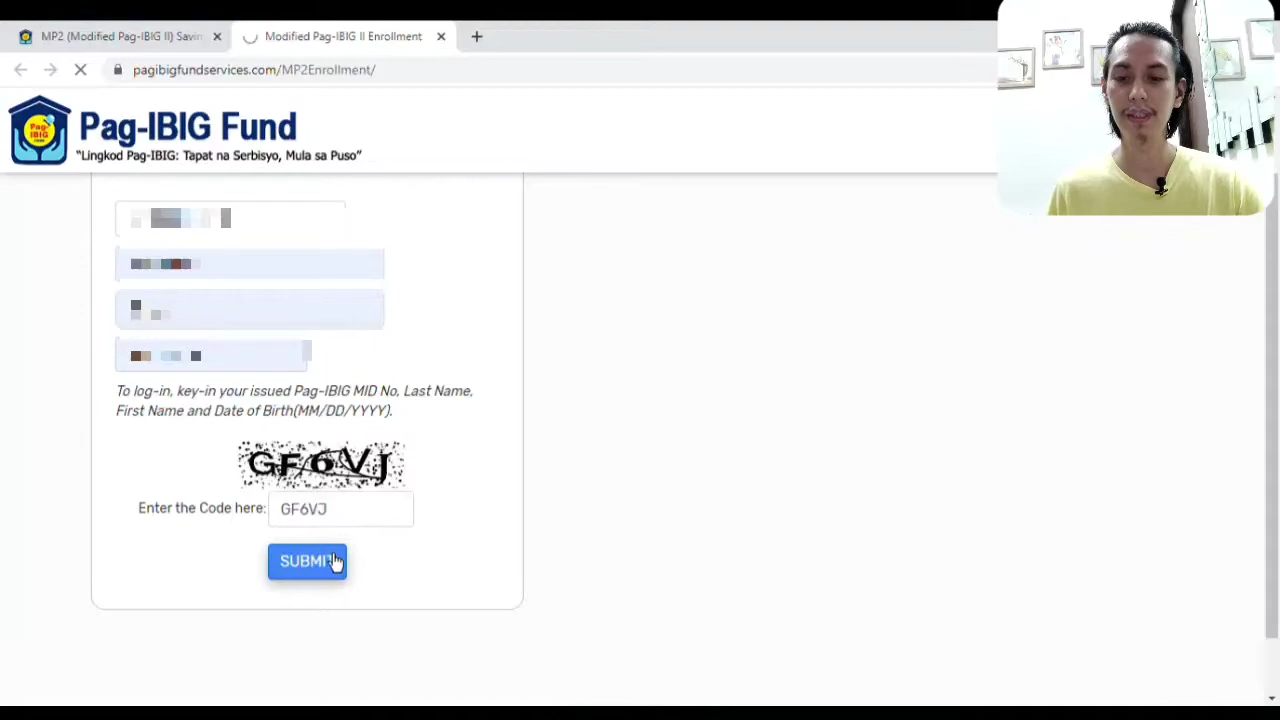 MP2 (Modified Pag-IBIG II) Savin
Modified Pag-IBIG II Enrollment
pagibigfundservices.com/MP2Enrollment/
Pag-IBIG Fund
"Lingkod Pag-IBIG: Tapat na Serbisyo, Mula sa Puso"
To log-in, key-in your issued Pag-IBIG MID No, Last Name,
First Name and Date of Birth(MM/DD/YYYY).
GF6VJ
Enter the Code here: GF6VJ
SUBMIT